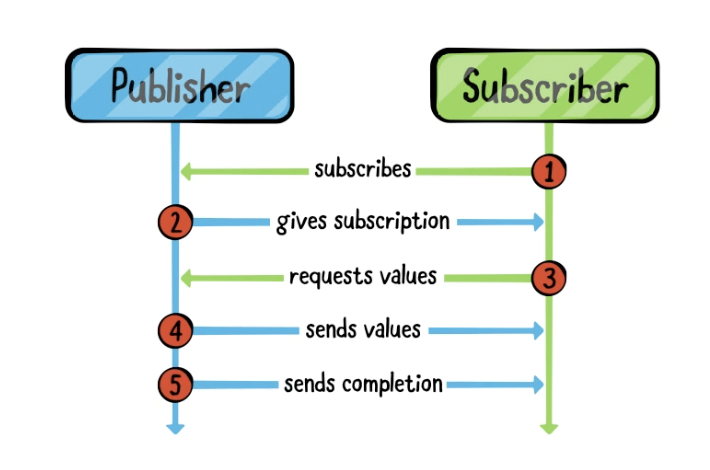 Publisher
Subscriber
subscribes
1
2
gives subscription
requests values
3
4
sends values
5
sends completion